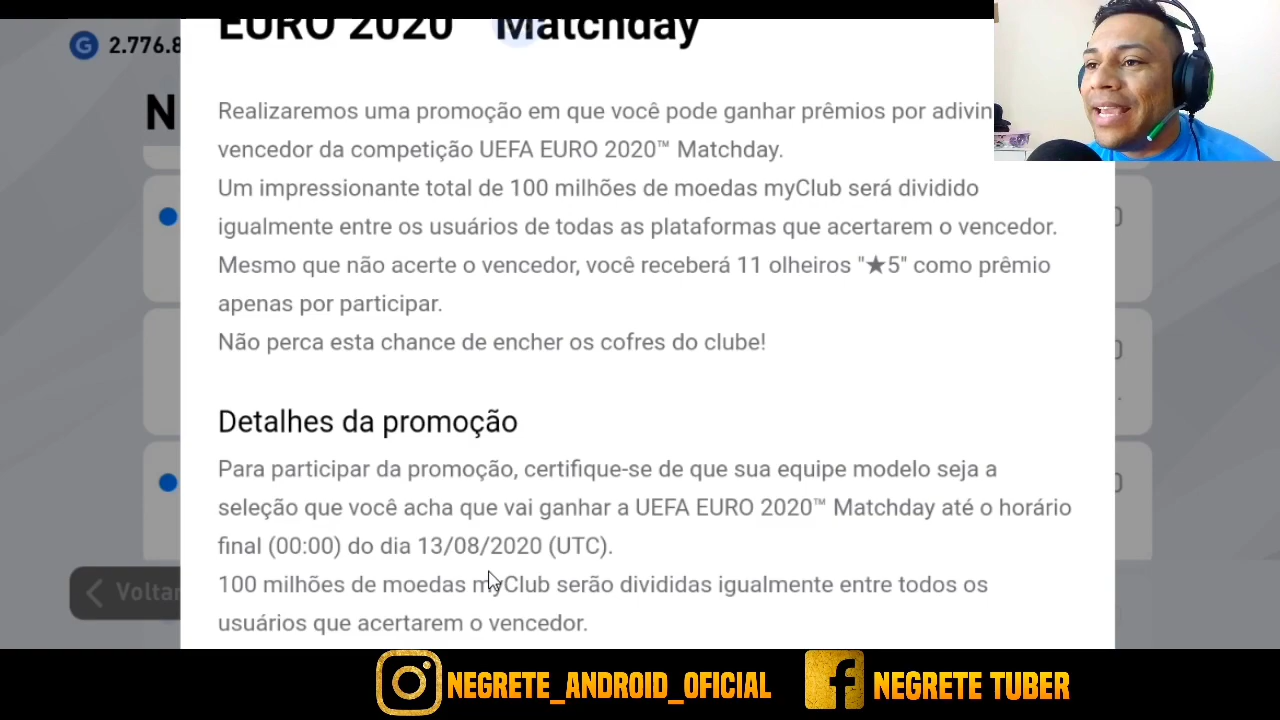 EURO 2020 Matchday
2.776.8
N
Realizaremos uma promoção em que você pode ganhar prêmios por adivin
vencedor da competição UEFA EURO 2020™ Matchday.
Um impressionante total de 100 milhões de moedas myClub será dividido
igualmente entre os usuários de todas as plataformas que acertarem o vencedor.
Mesmo que não acerte o vencedor, você receberá 11 olheiros "★5" como prêmio
apenas por participar.
Não perca esta chance de encher os cofres do clube!
Detalhes da promoção
Para participar da promoção, certifique-se de que sua equipe modelo seja a
seleção que você acha que vai ganhar a UEFA EURO 2020™ Matchday até o horário
final (00:00) do dia 13/08/2020 (UTC).
100 milhões de moedas myClub serão divididas igualmente entre todos os
usuários que acertarem o vencedor.
Voltar
NEGRETE_ANDROID_OFICIAL
NEGRETE TUBER